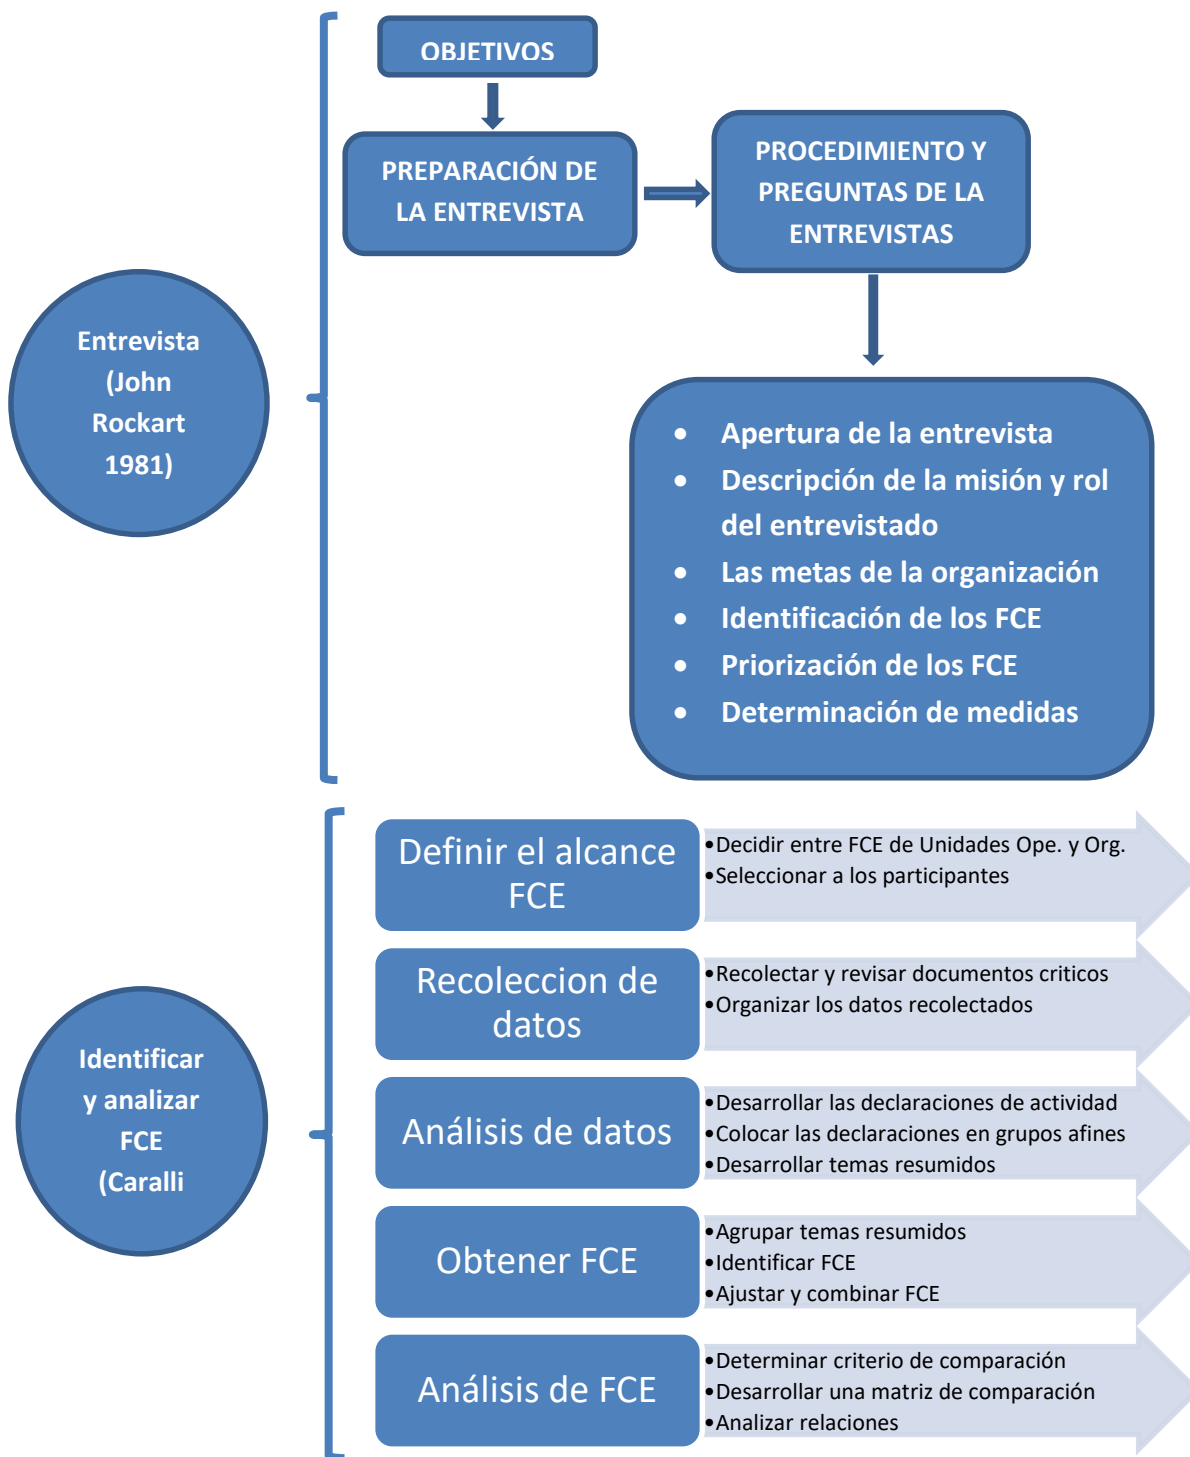 OBJETIVOS
PREPARACIÓN DE
LA ENTREVISTA
PROCEDIMIENTO Y
PREGUNTAS DE LA
ENTREVISTAS
Entrevista
(John
Rockart
1981)
• Apertura de la entrevista
• Descripción de la misión y rol
del entrevistado
• Las metas de la organización
• Identificación de los FCE
• Priorización de los FCE
• Determinación de medidas
Identificar
y analizar
FCE
(Caralli
Definir el alcance
FCE
•Decidir entre FCE de Unidades Ope. y Org.
•Seleccionar a los participantes
Recoleccion de
datos
•Recolectar y revisar documentos criticos
•Organizar los datos recolectados
Análisis de datos
•Desarrollar las declaraciones de actividad
•Colocar las declaraciones en grupos afines
•Desarrollar temas resumidos
Obtener FCE
•Agrupar temas resumidos
•Identificar FCE
•Ajustar y combinar FCE
Análisis de FCE
•Determinar criterio de comparación
•Desarrollar una matriz de comparación
•Analizar relaciones